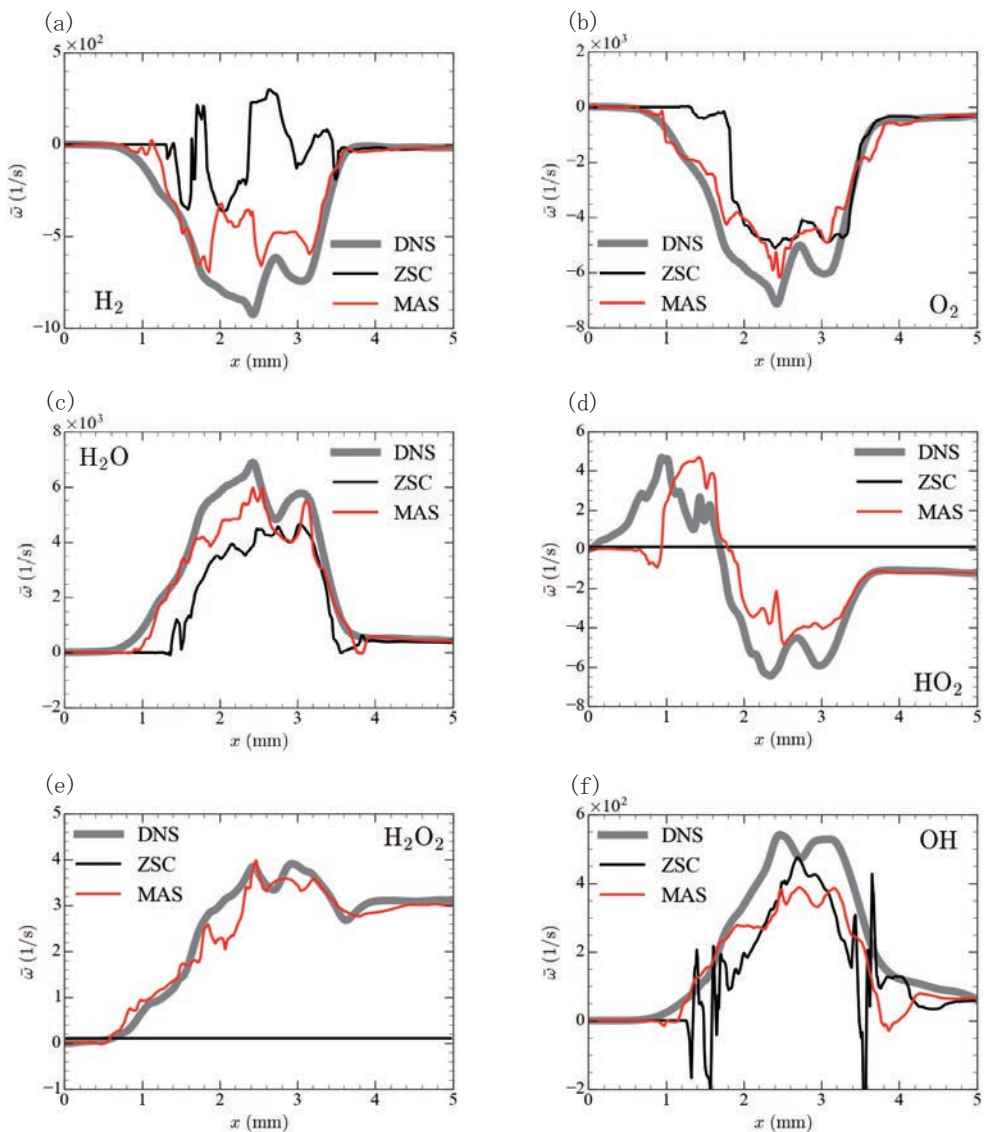 (a)
×10²
5
0
−5
−10
ω̄ (1/s)
DNS
ZSC
MAS
H₂
0 1 2 3 4 5
x (mm)
(b)
×10³
2
0
−2
−4
−6
−8
ω̄ (1/s)
DNS
ZSC
MAS
O₂
0 1 2 3 4 5
x (mm)
(c)
×10³
8
6
4
2
0
−2
ω̄ (1/s)
H₂O
DNS
ZSC
MAS
0 1 2 3 4 5
x (mm)
(d)
6
4
2
0
−2
−4
−6
−8
ω̄ (1/s)
DNS
ZSC
MAS
HO₂
0 1 2 3 4 5
x (mm)
(e)
5
4
3
2
1
0
−1
ω̄ (1/s)
DNS
ZSC
MAS
H₂O₂
0 1 2 3 4 5
x (mm)
(f)
×10²
6
4
2
0
−2
ω̄ (1/s)
DNS
ZSC
MAS
OH
0 1 2 3 4 5
x (mm)